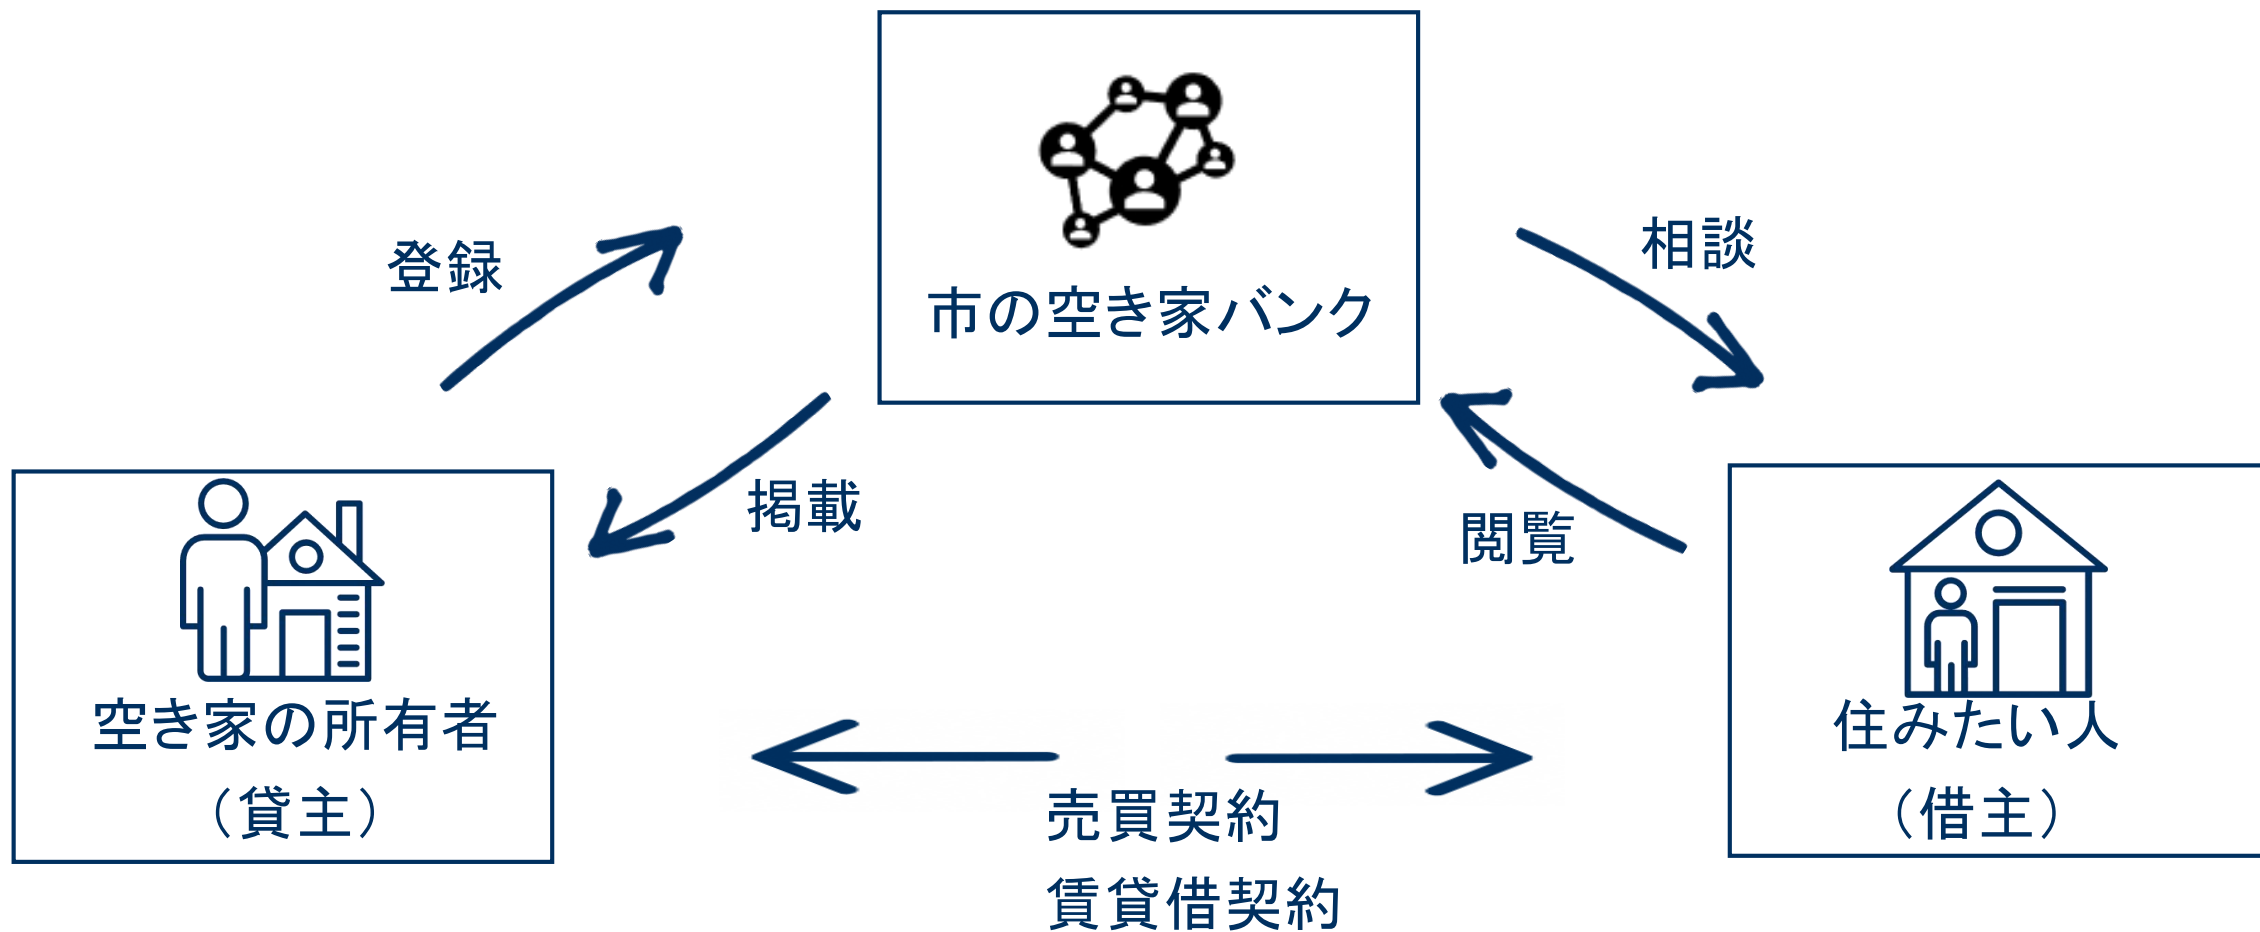 市の空き家バンク
登録
相談
掲載
閲覧
空き家の所有者
（貸主）
住みたい人
（借主）
売買契約
賃貸借契約